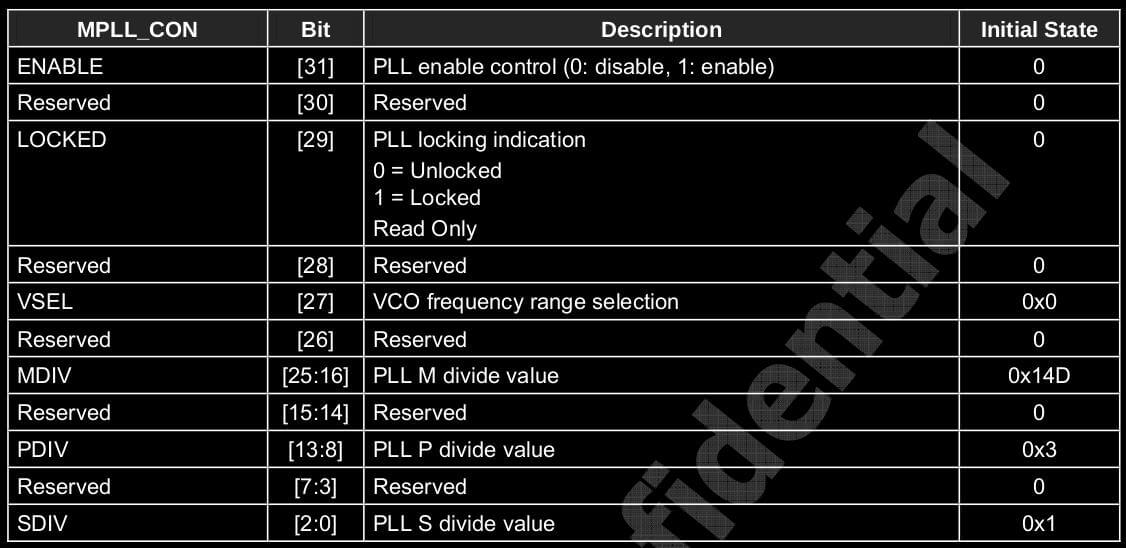 MPLL_CON Bit Description Initial State
ENABLE [31] PLL enable control (0: disable, 1: enable) 0
Reserved [30] Reserved 0
LOCKED [29] PLL locking indication 0
0 = Unlocked
1 = Locked
Read Only
Reserved [28] Reserved 0
VSEL [27] VCO frequency range selection 0x0
Reserved [26] Reserved 0
MDIV [25:16] PLL M divide value 0x14D
Reserved [15:14] Reserved 0
PDIV [13:8] PLL P divide value 0x3
Reserved [7:3] Reserved 0
SDIV [2:0] PLL S divide value 0x1
fidential